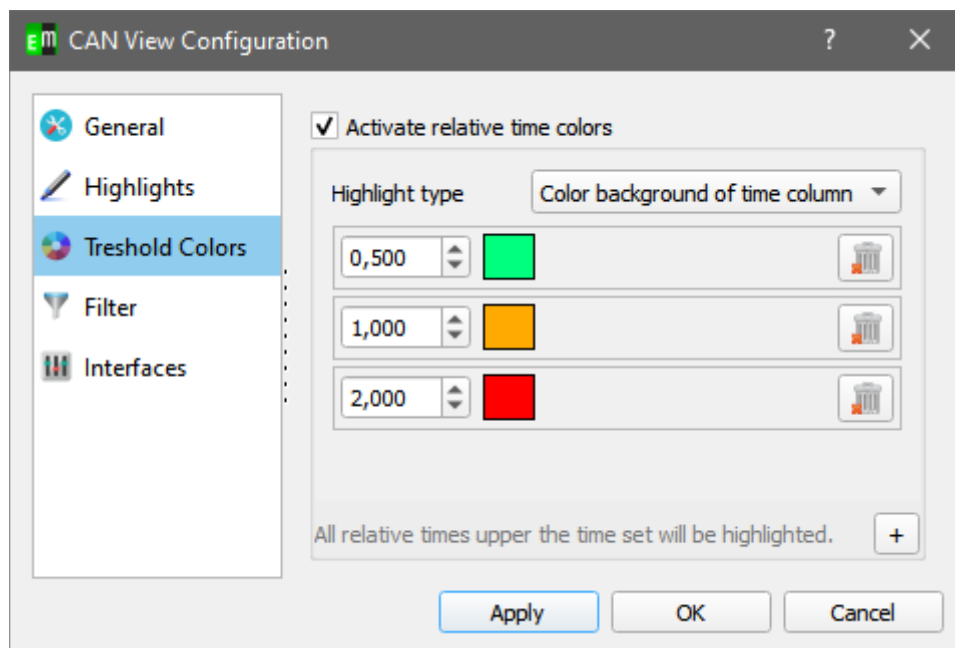 EM CAN View Configuration ? ×
General
Highlights
Treshold Colors
Filter
Interfaces
Activate relative time colors
Highlight type Color background of time column
0,500
1,000
2,000
All relative times upper the time set will be highlighted. +
Apply OK Cancel